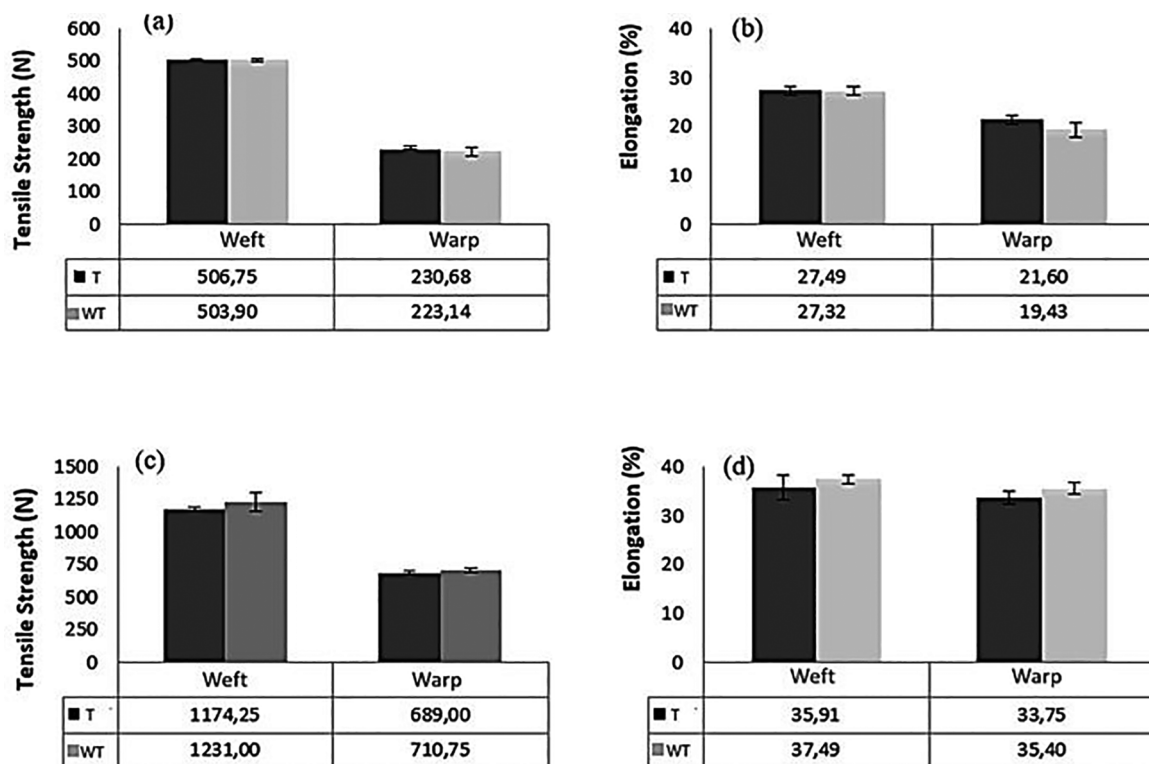 (a)
Tensile Strength (N)
600
500
400
300
200
100
0
Weft Warp
T 506,75 230,68
WT 503,90 223,14
(b)
Elongation (%)
40
30
20
10
0
Weft Warp
T 27,49 21,60
WT 27,32 19,43
(c)
Tensile Strength (N)
1500
1250
1000
750
500
250
0
Weft Warp
T 1174,25 689,00
WT 1231,00 710,75
(d)
Elongation (%)
40
30
20
10
0
Weft Warp
T 35,91 33,75
WT 37,49 35,40